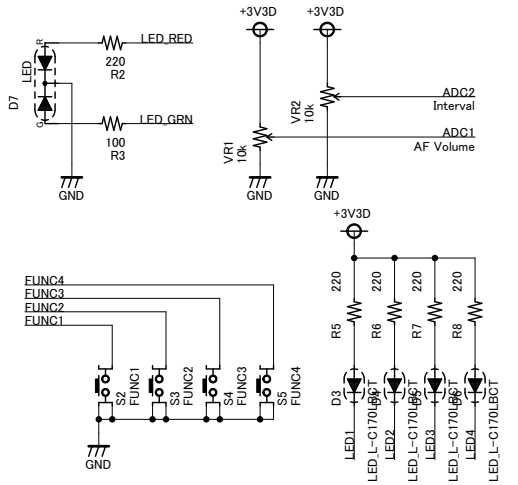 +3V3D
+3V3D
R
LED_RED
220
R2
LED
D7
G
LED_GRN
100
R3
GND
VR2
10k
ADC2
Interval
VR1
10k
ADC1
AF Volume
GND
GND
+3V3D
FUNC4
FUNC3
FUNC2
FUNC1
S2
FUNC1
S3
FUNC2
S4
FUNC3
S5
FUNC4
GND
220
R5
220
R6
220
R7
220
R8
D3
LED1
LED_L-C170LBCT
LED2
LED_L-C170LBCT
LED3
LED_L-C170LBCT
LED4
LED_L-C170LBCT